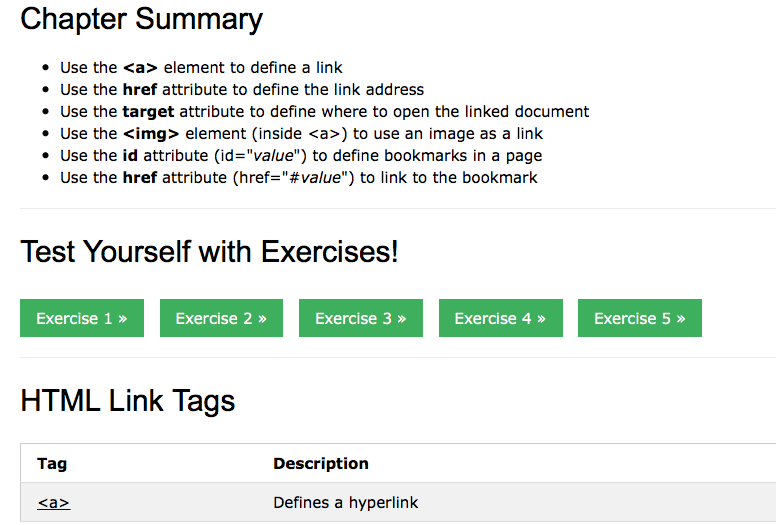 Chapter Summary
• Use the <a> element to define a link
• Use the href attribute to define the link address
• Use the target attribute to define where to open the linked document
• Use the <img> element (inside <a>) to use an image as a link
• Use the id attribute (id="value") to define bookmarks in a page
• Use the href attribute (href="#value") to link to the bookmark
Test Yourself with Exercises!
Exercise 1 » Exercise 2 » Exercise 3 » Exercise 4 » Exercise 5 »
HTML Link Tags
Tag Description
<a> Defines a hyperlink